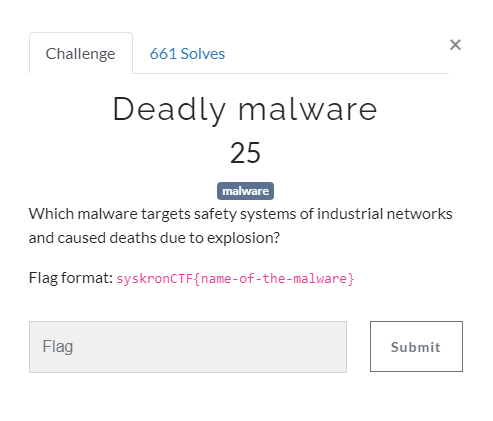 Challenge
661 Solves
×
Deadly malware
25
malware
Which malware targets safety systems of industrial networks
and caused deaths due to explosion?
Flag format: syskronCTF{name-of-the-malware}
Flag
Submit